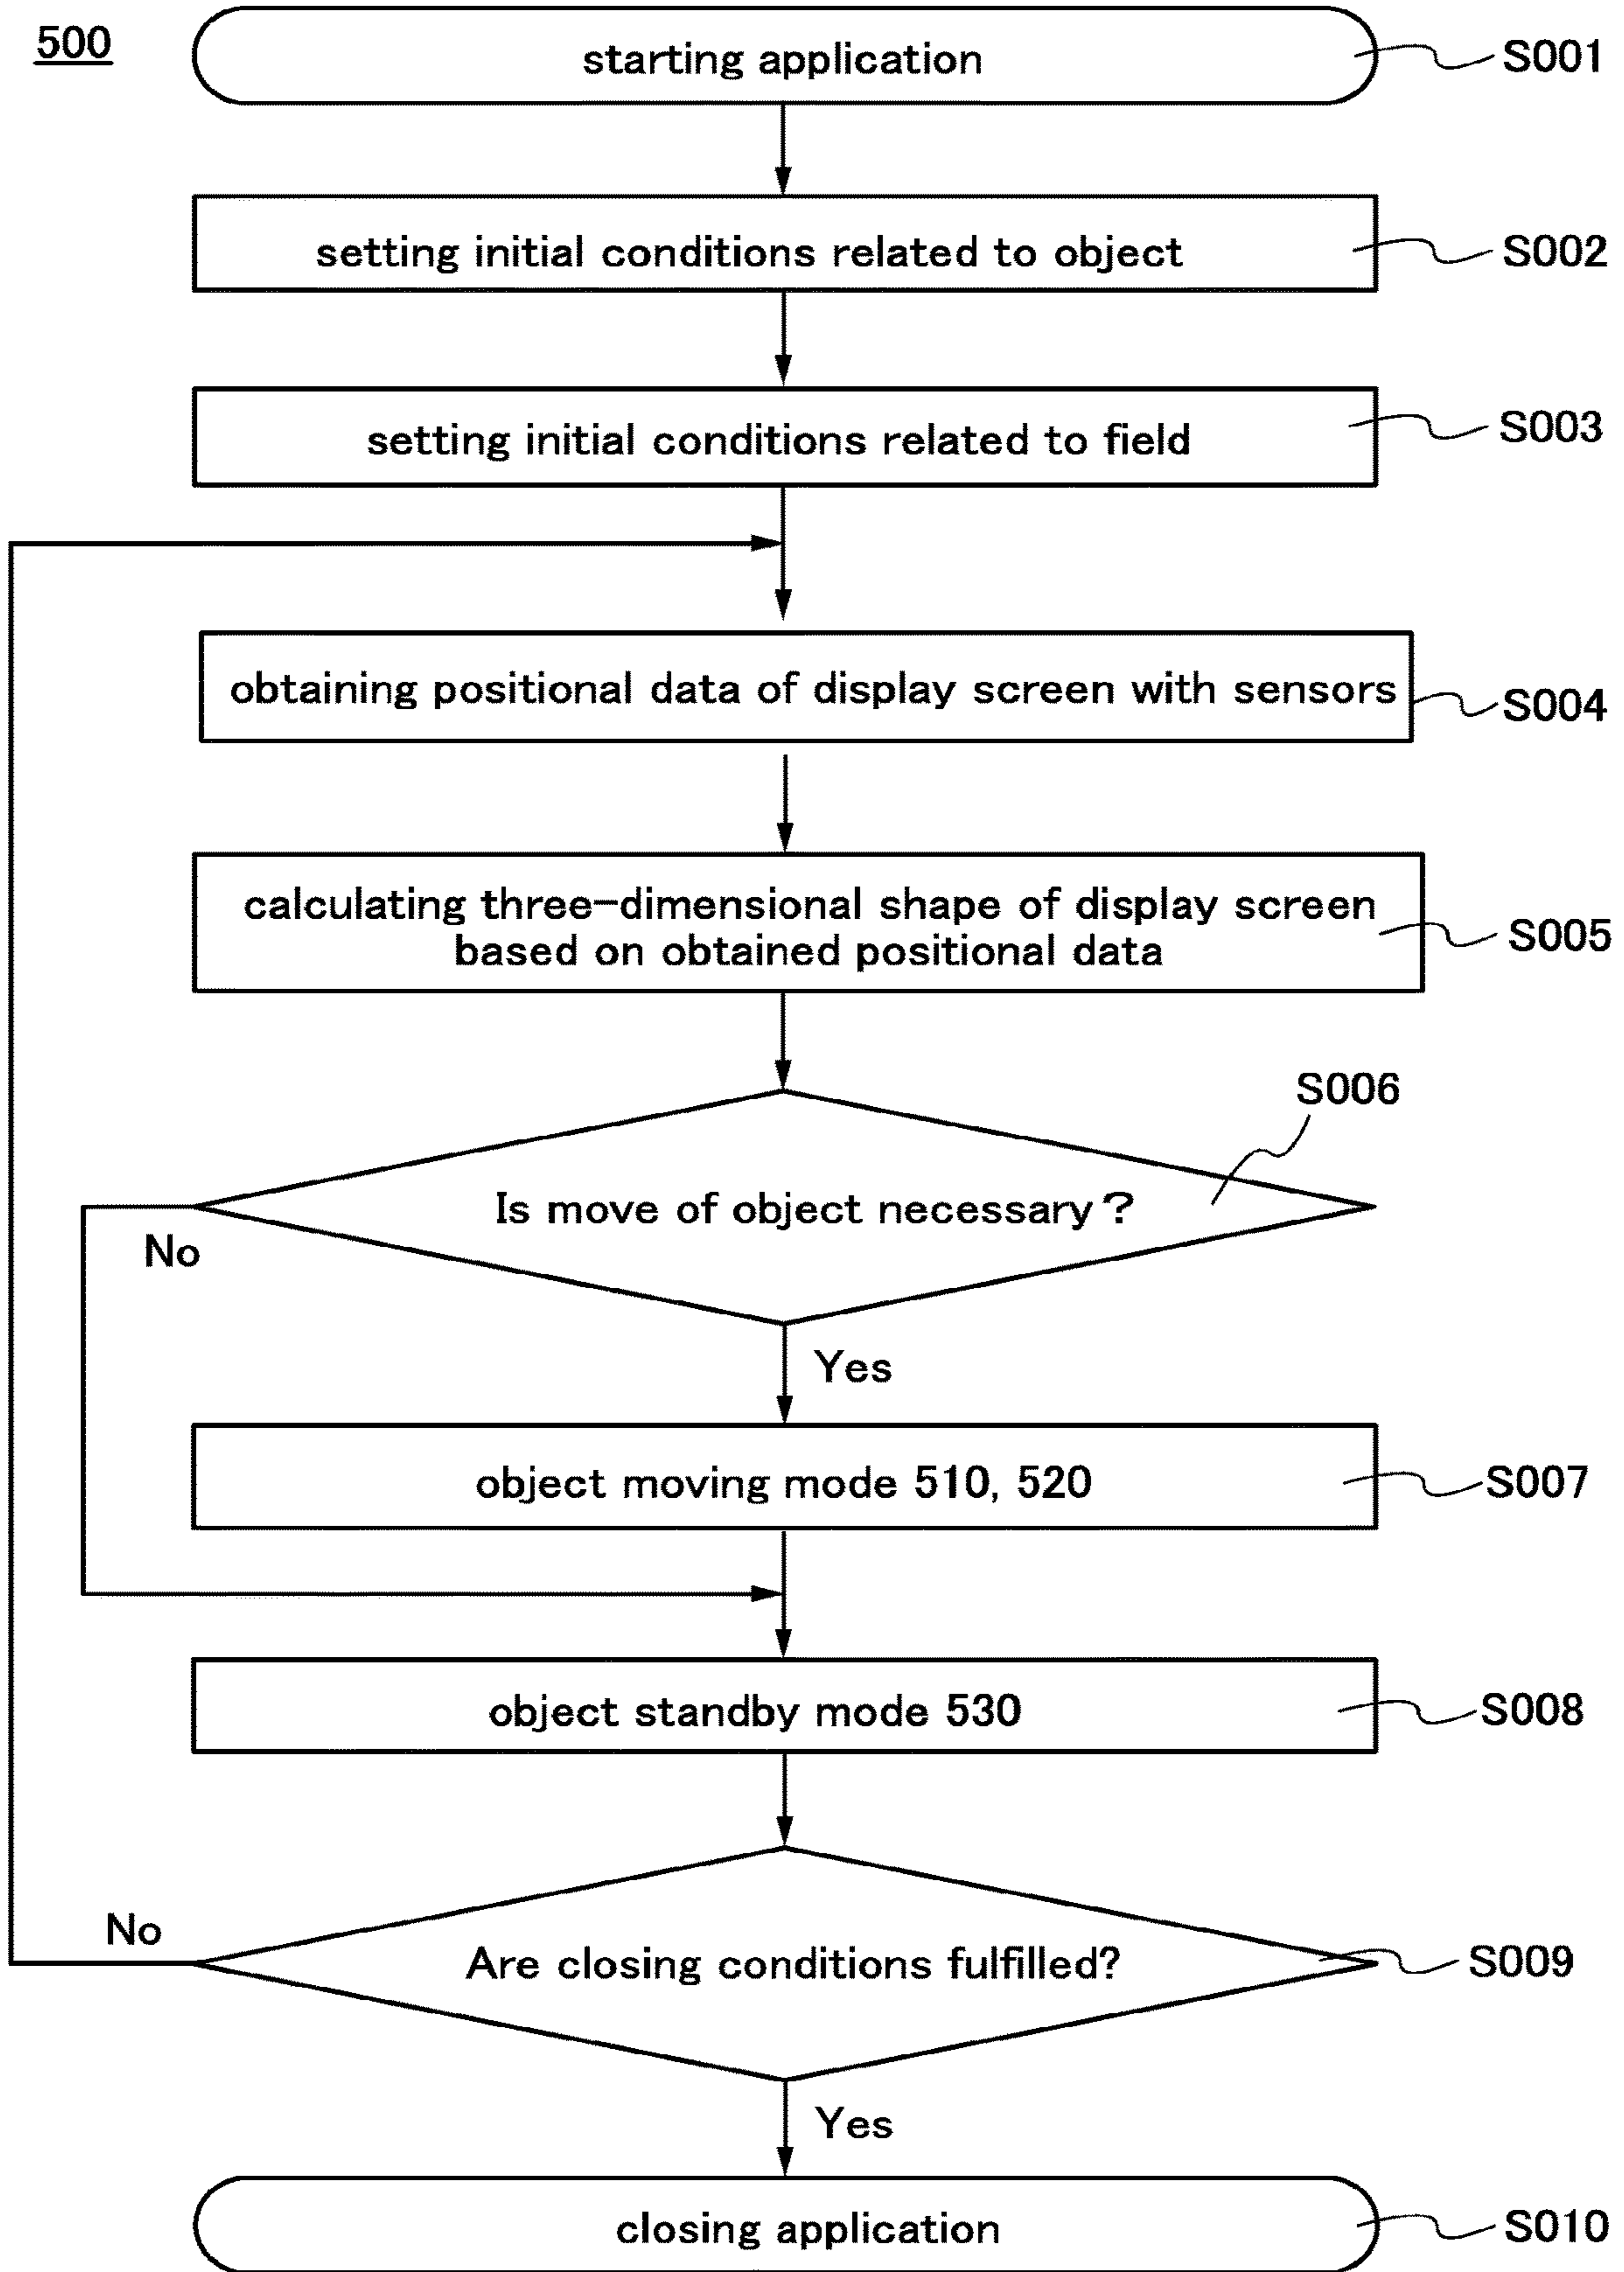 500
starting application
S001
setting initial conditions related to object
S002
setting initial conditions related to field
S003
obtaining positional data of display screen with sensors
S004
calculating three-dimensional shape of display screen
based on obtained positional data
S005
S006
Is move of object necessary?
No
Yes
object moving mode 510, 520
S007
object standby mode 530
S008
No
Are closing conditions fulfilled?
S009
Yes
closing application
S010